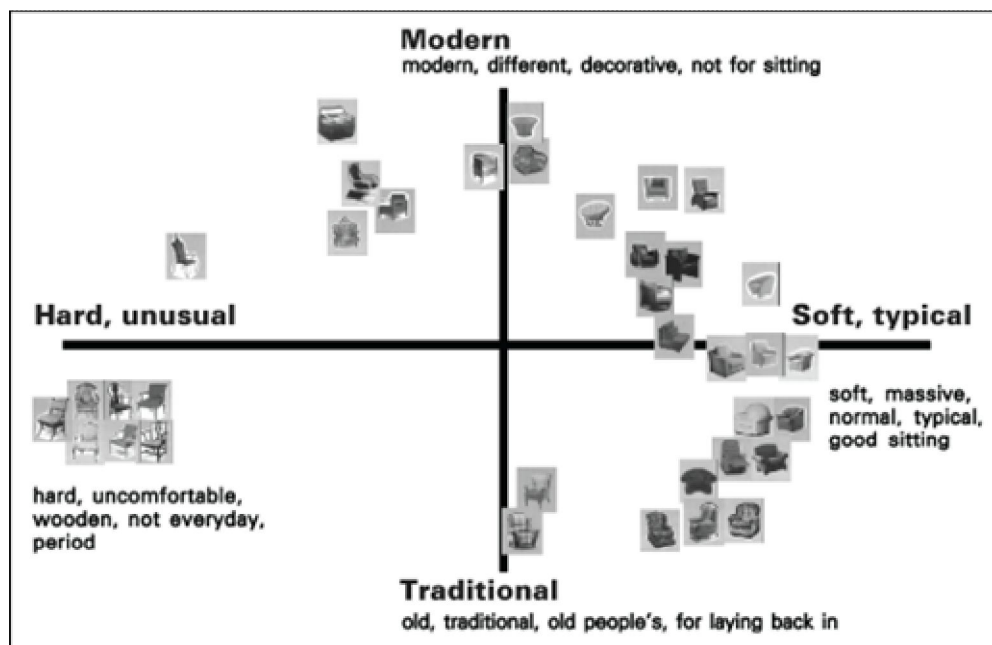 Modern
modern, different, decorative, not for sitting
Hard, unusual
Soft, typical
soft, massive,
normal, typical,
good sitting
hard, uncomfortable,
wooden, not everyday,
period
Traditional
old, traditional, old people's, for laying back in